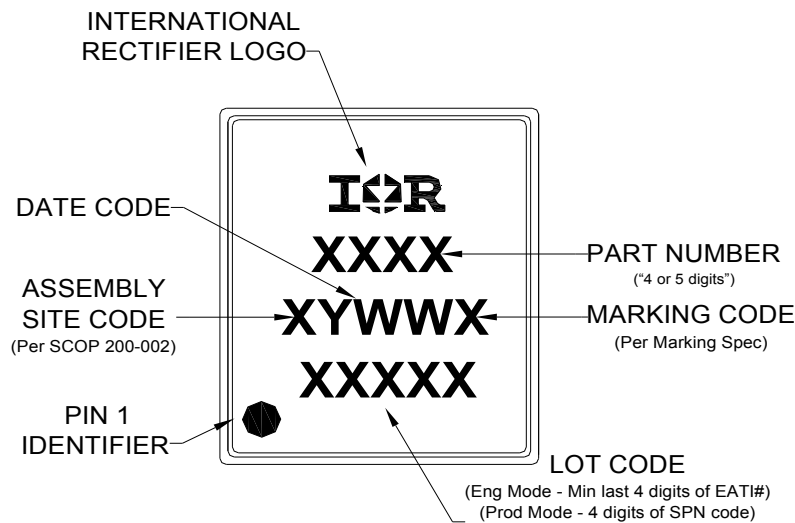 INTERNATIONAL
RECTIFIER LOGO
IOR
DATE CODE
XXXX
PART NUMBER
(“4 or 5 digits”)
ASSEMBLY
SITE CODE
(Per SCOP 200-002)
XYWWX
MARKING CODE
(Per Marking Spec)
XXXXX
PIN 1
IDENTIFIER
LOT CODE
(Eng Mode - Min last 4 digits of EATI#)
(Prod Mode - 4 digits of SPN code)